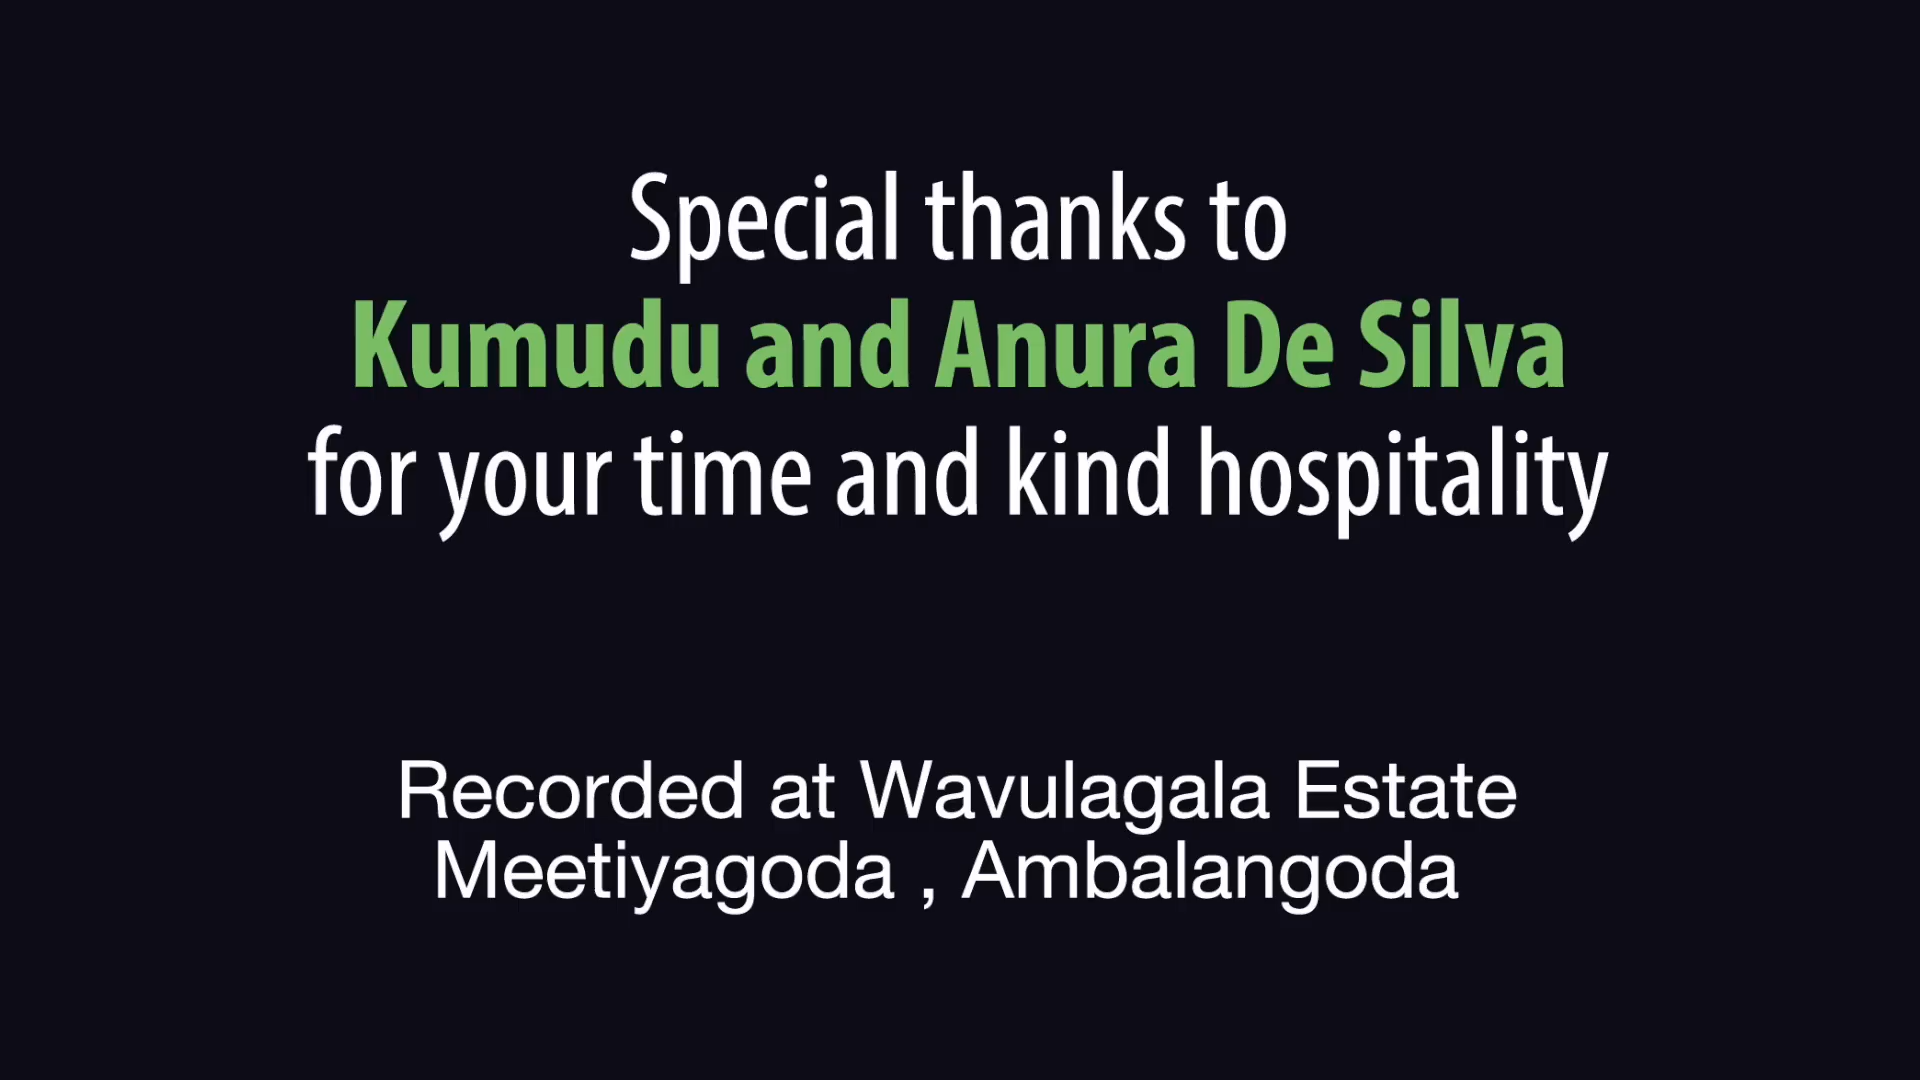 Special thanks to
Kumudu and Anura De Silva
for your time and kind hospitality
Recorded at Wavulagala Estate
Meetiyagoda , Ambalangoda